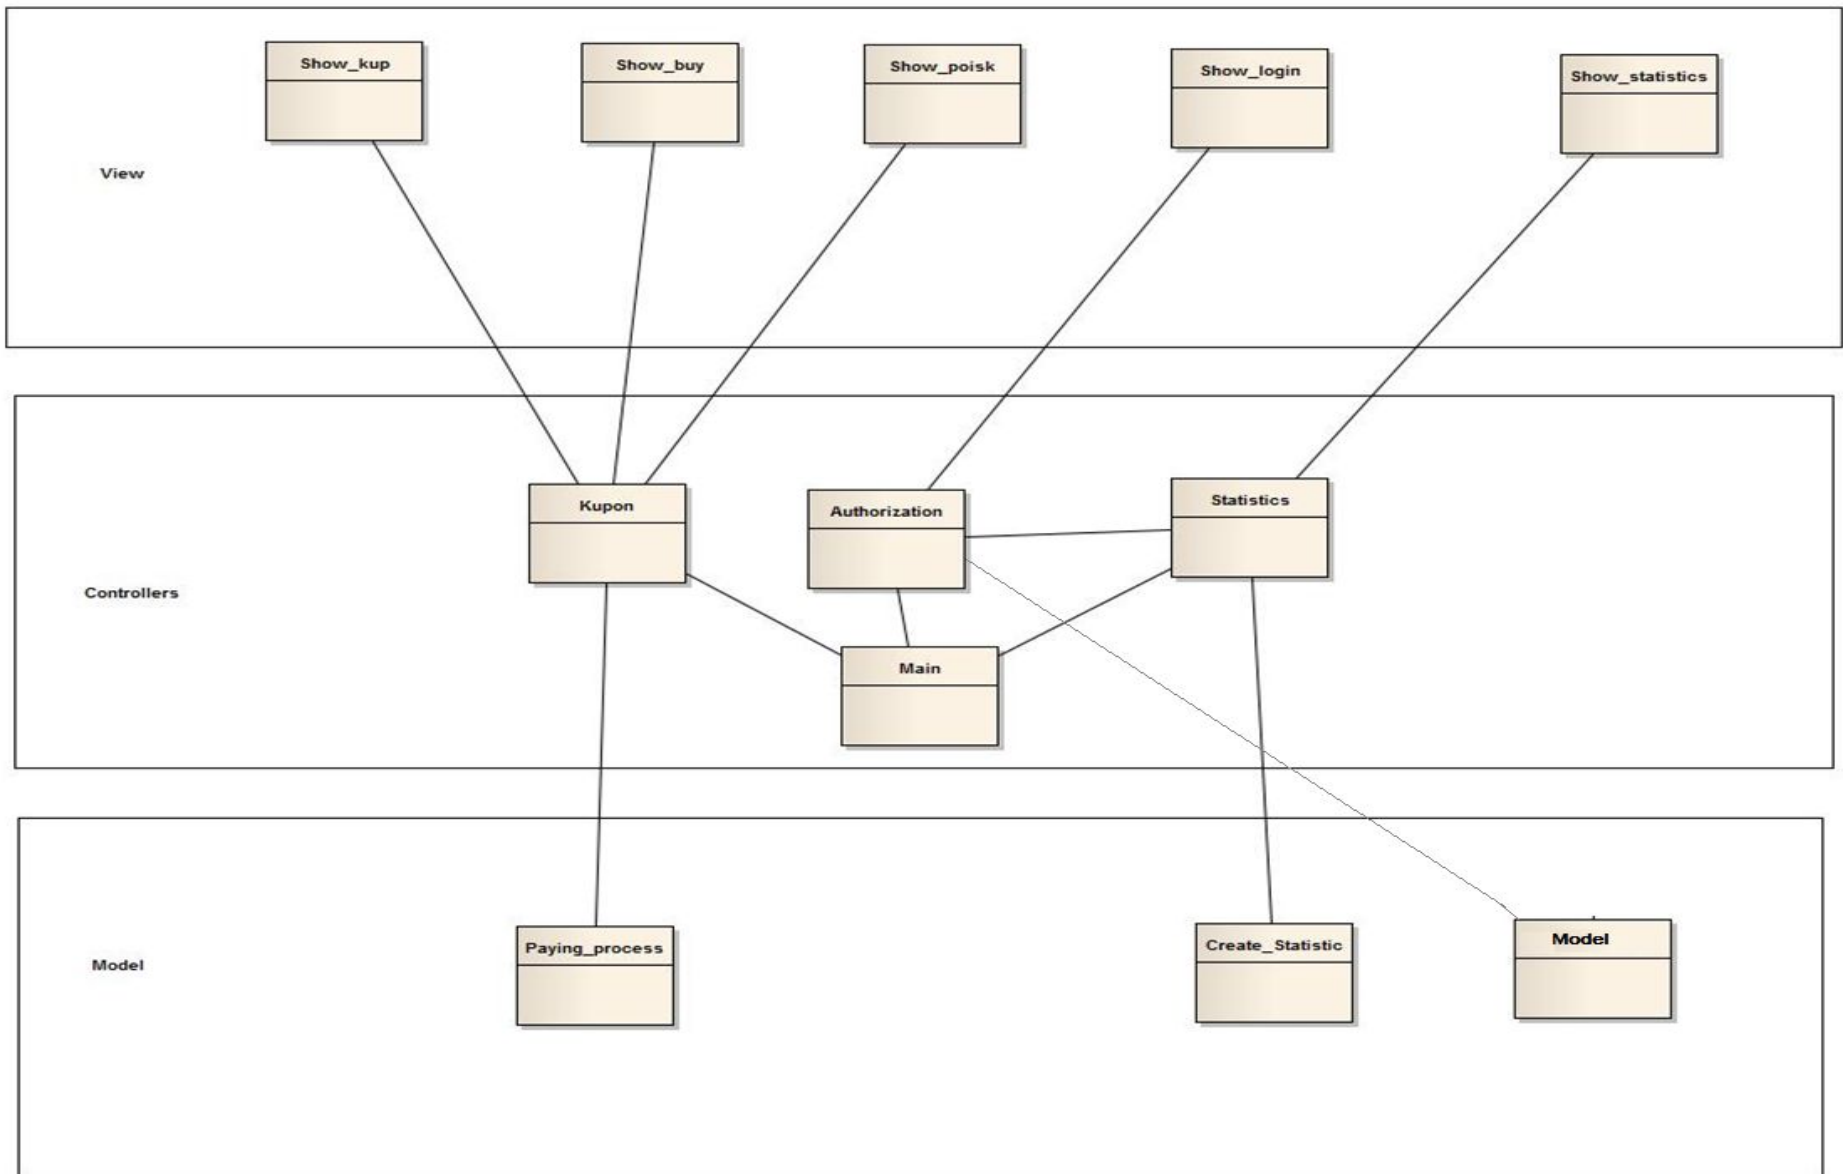 Show_kup
Show_buy
Show_poisk
Show_login
Show_statistics
View
Kupon
Authorization
Statistics
Controllers
Main
Paying_process
Create_Statistic
Model
Model